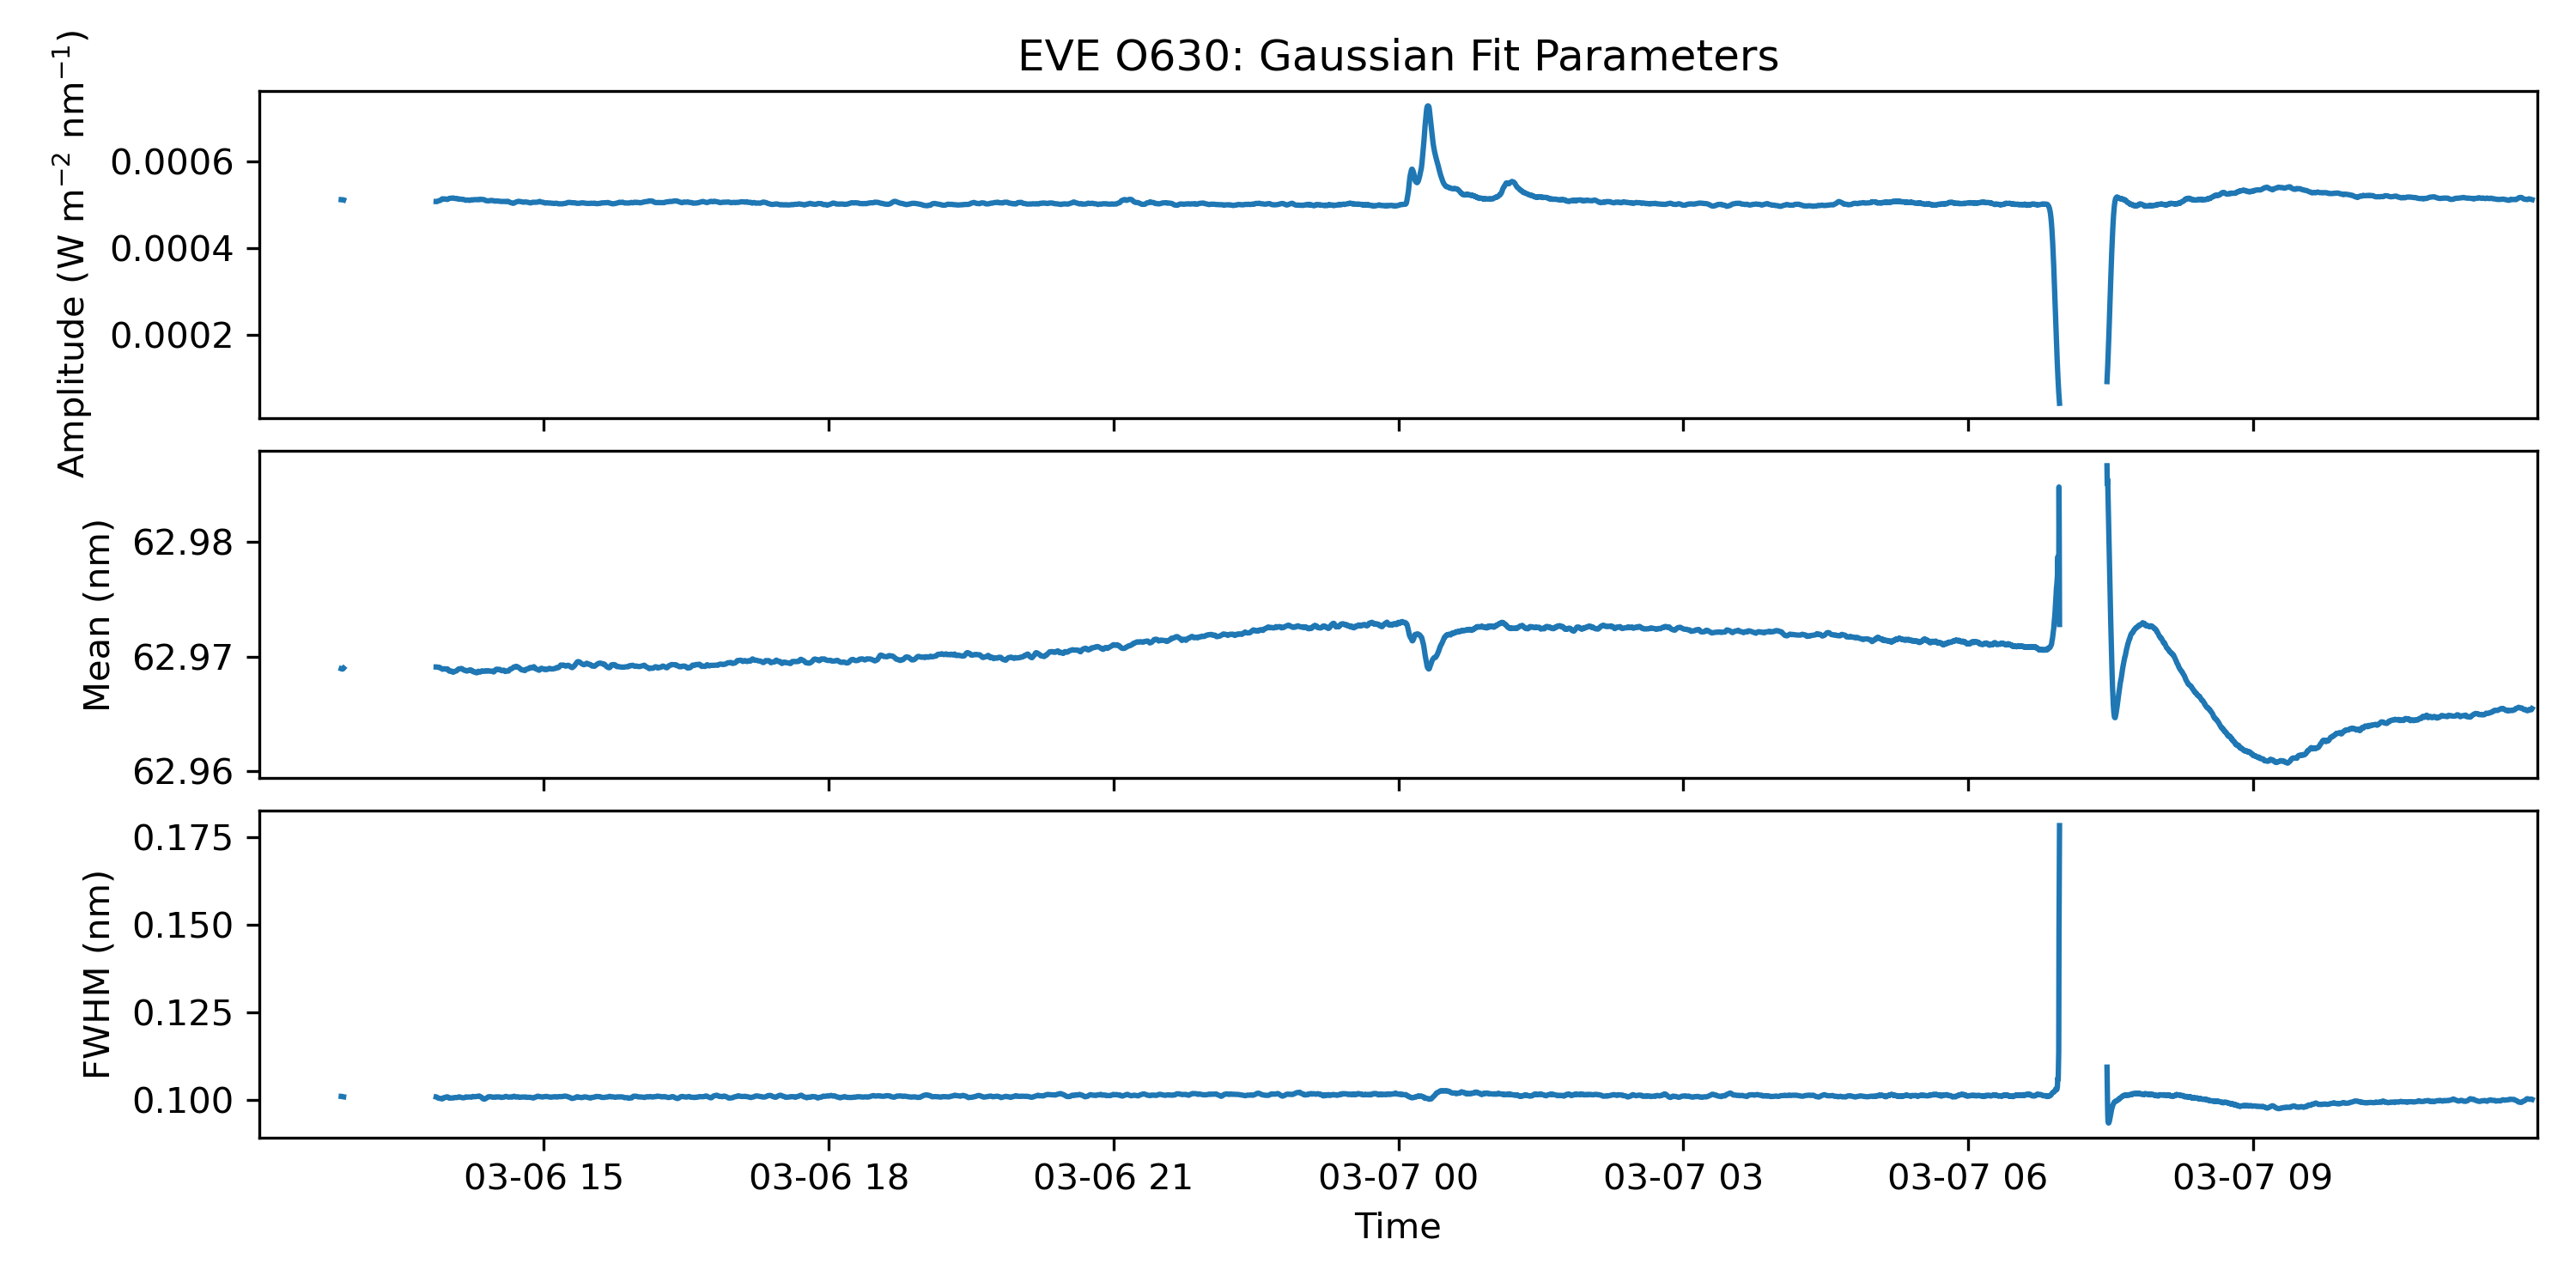 EVE O630: Gaussian Fit Parameters
Amplitude (W m⁻² nm⁻¹)
0.0006
0.0004
0.0002
Mean (nm)
62.98
62.97
62.96
FWHM (nm)
0.175
0.150
0.125
0.100
03-06 15 03-06 18 03-06 21 03-07 00 03-07 03 03-07 06 03-07 09
Time